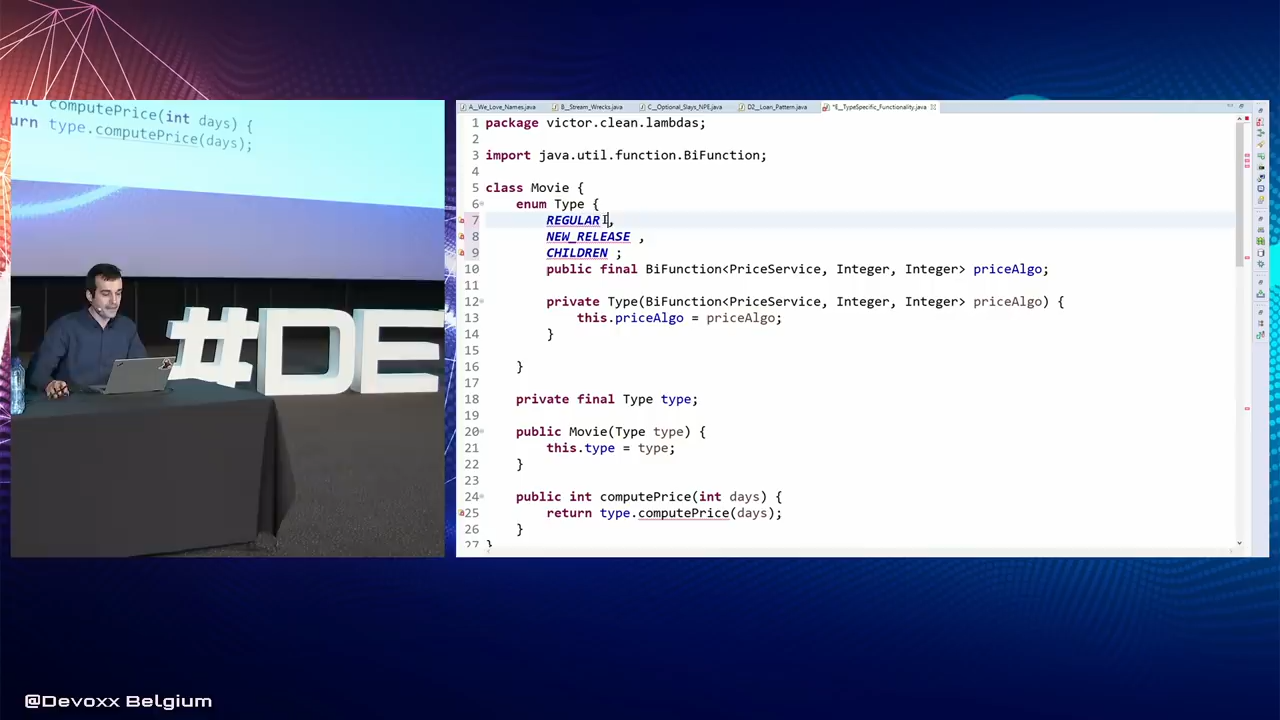 int computePrice(int days) {
urn type.computePrice(days);
#DE
A__We_Love_Names.java B__Stream_Wrecks.java C__Optional_Slays_NPE.java D2__Loan_Pattern.java *E__TypeSpecific_Functionality.java
1 package victor.clean.lambdas;
2
3 import java.util.function.BiFunction;
4
5 class Movie {
6 enum Type {
7 REGULAR ,
8 NEW_RELEASE ,
9 CHILDREN ;
10 public final BiFunction<PriceService, Integer, Integer> priceAlgo;
11
12 private Type(BiFunction<PriceService, Integer, Integer> priceAlgo) {
13 this.priceAlgo = priceAlgo;
14 }
15
16 }
17
18 private final Type type;
19
20 public Movie(Type type) {
21 this.type = type;
22 }
23
24 public int computePrice(int days) {
25 return type.computePrice(days);
26 }
27 }
@Devoxx Belgium